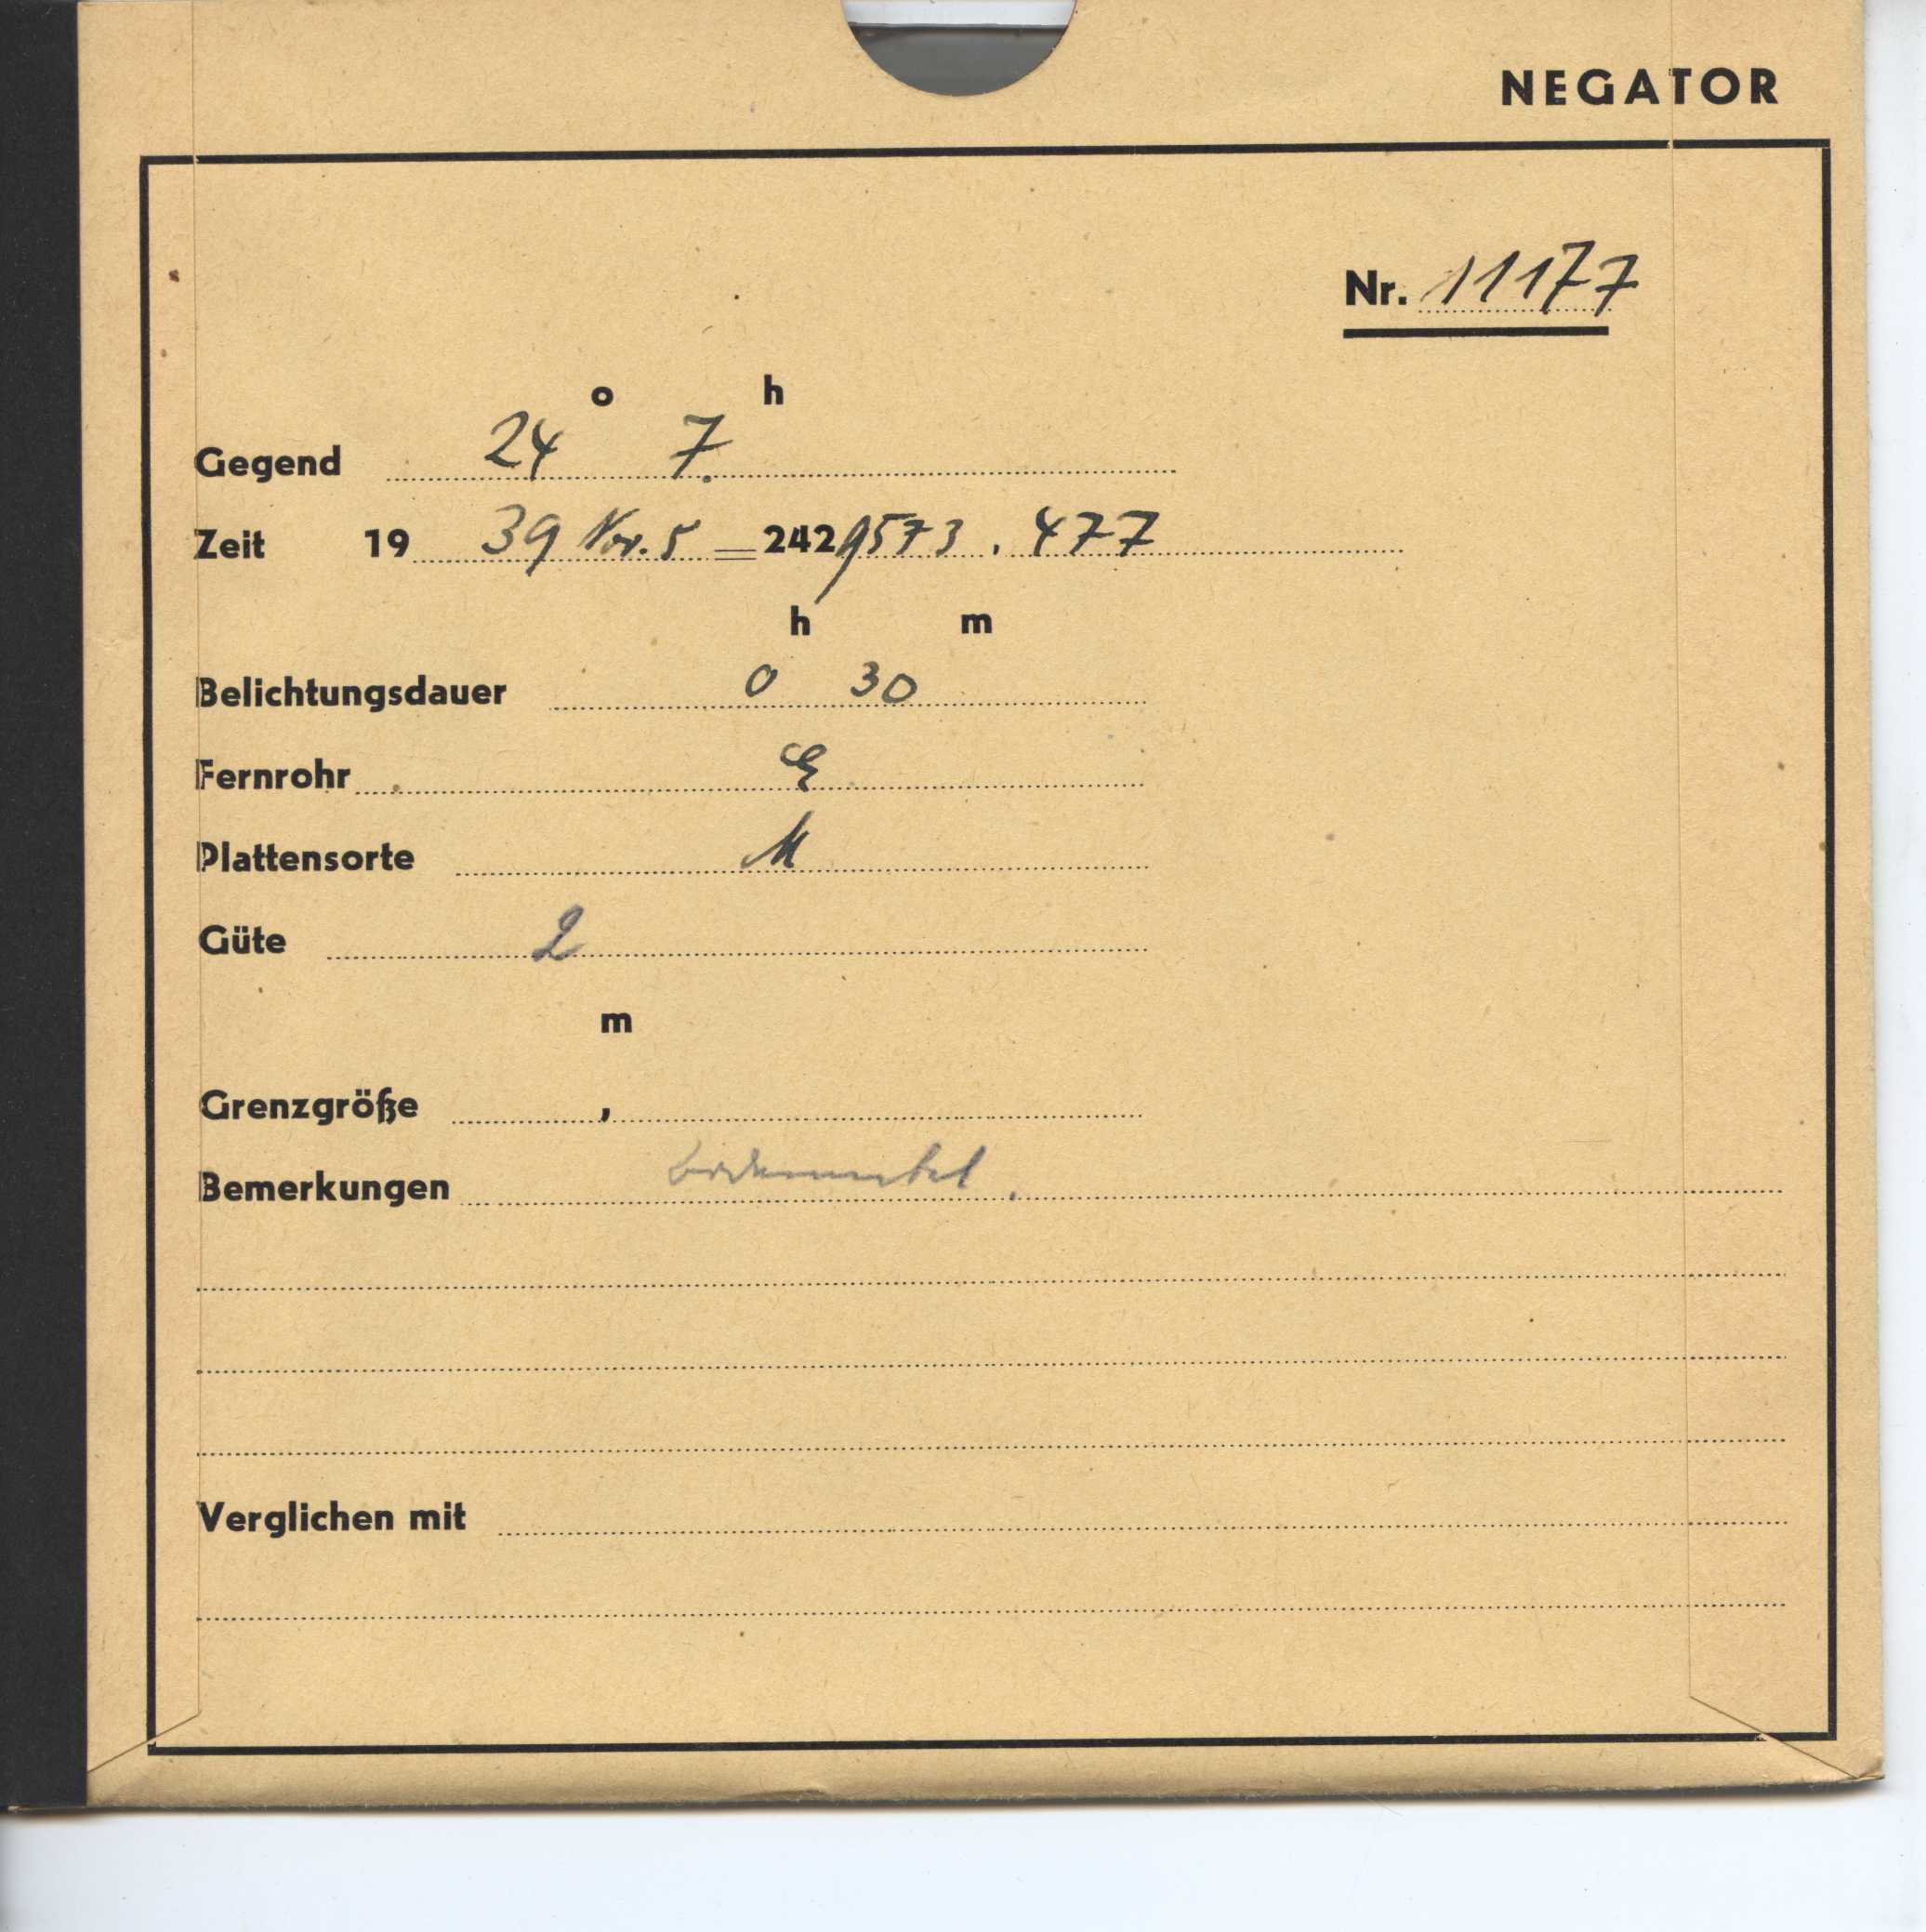 NEGATOR
Nr. 11177
o h
Gegend 24 7.
Zeit 19 39 Nov. 5 = 2429573.477
h m
Belichtungsdauer 0 30
Fernrohr
Plattensorte M
Güte 2
m
Grenzgröße ,
Bemerkungen
Verglichen mit